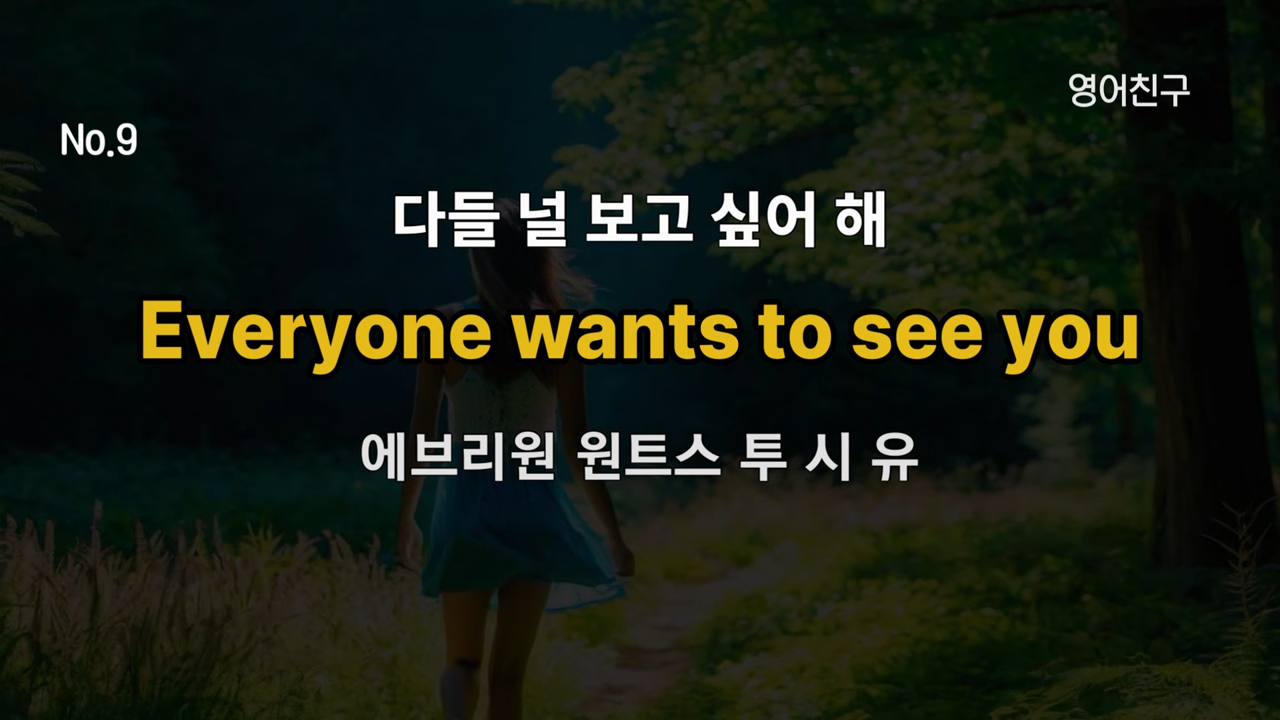 영어친구
No.9
다들 널 보고 싶어 해
Everyone wants to see you
에브리원 원트스 투 시 유